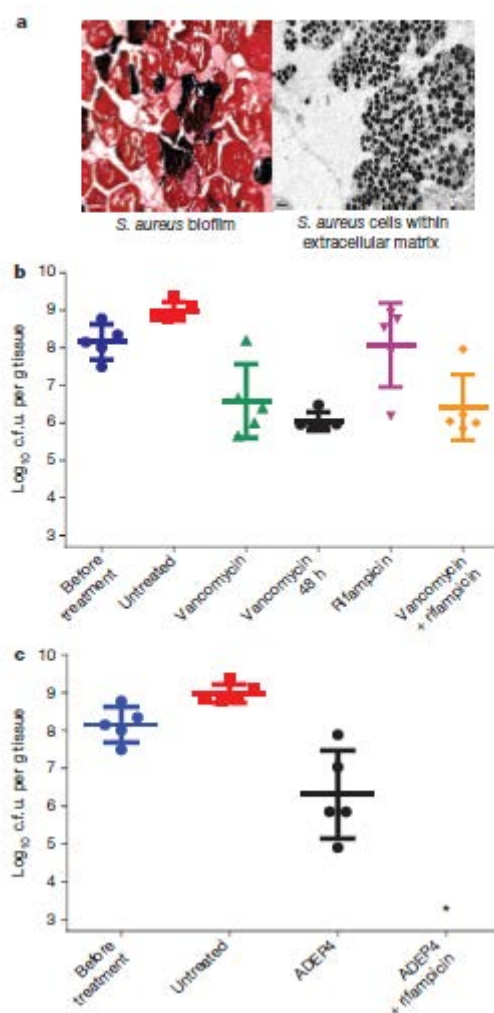 a
S. aureus biofilm
S. aureus cells within
extracellular matrix
b
Log10 c.f.u. per g tissue
10
9
8
7
6
5
4
3
Before
treatment
Untreated
Vancomycin
Vancomycin
48 h
Rifampicin
Vancomycin
+ rifampicin
c
Log10 c.f.u. per g tissue
10
9
8
7
6
5
4
3
Before
treatment
Untreated
ADEP4
ADEP4
+ rifampicin
*